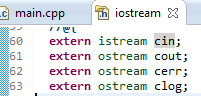 main.cpp
iostream
59 //@{
60 extern istream cin;
61 extern ostream cout;
62 extern ostream cerr;
63 extern ostream clog;